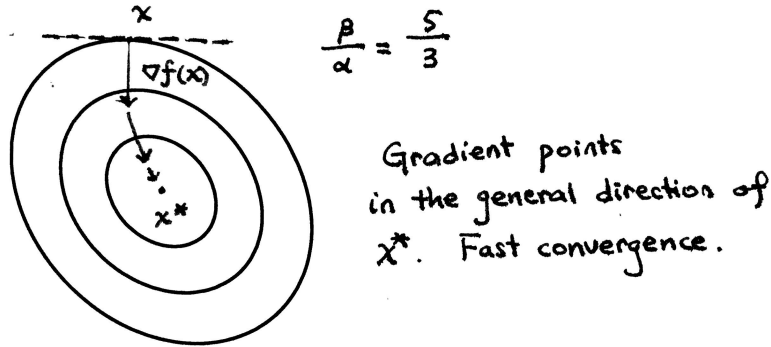 x
∇f(x)
x*
β/α = 5/3
Gradient points
in the general direction of
x*. Fast convergence.